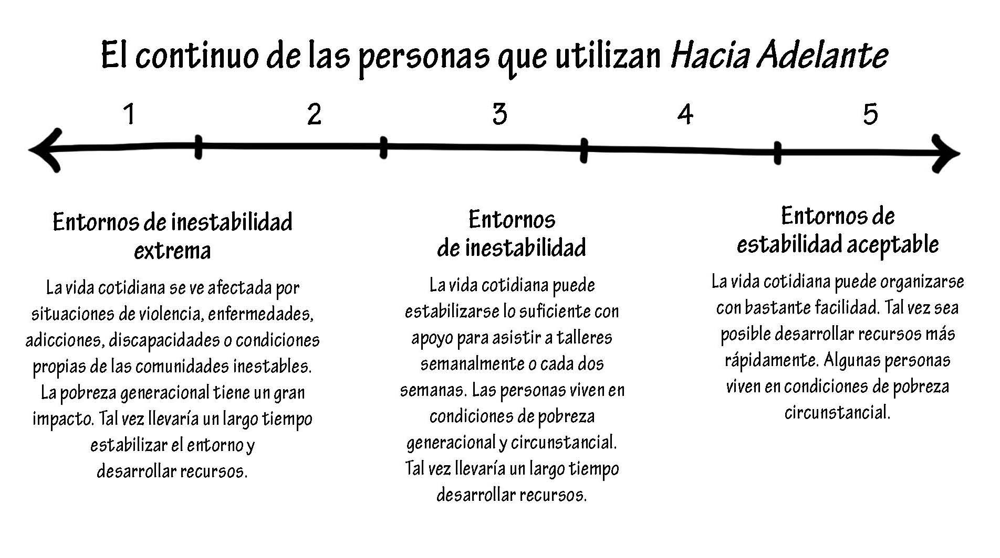 El continuo de las personas que utilizan Hacia Adelante
1 2 3 4 5
Entornos de inestabilidad
extrema
La vida cotidiana se ve afectada por
situaciones de violencia, enfermedades,
adicciones, discapacidades o condiciones
propias de las comunidades inestables.
La pobreza generacional tiene un gran
impacto. Tal vez llevaría un largo tiempo
estabilizar el entorno y
desarrollar recursos.
Entornos
de inestabilidad
La vida cotidiana puede
estabilizarse lo suficiente con
apoyo para asistir a talleres
semanalmente o cada dos
semanas. Las personas viven en
condiciones de pobreza
generacional y circunstancial.
Tal vez llevaría un largo tiempo
desarrollar recursos.
Entornos de
estabilidad aceptable
La vida cotidiana puede organizarse
con bastante facilidad. Tal vez sea
posible desarrollar recursos más
rápidamente. Algunas personas
viven en condiciones de pobreza
circunstancial.